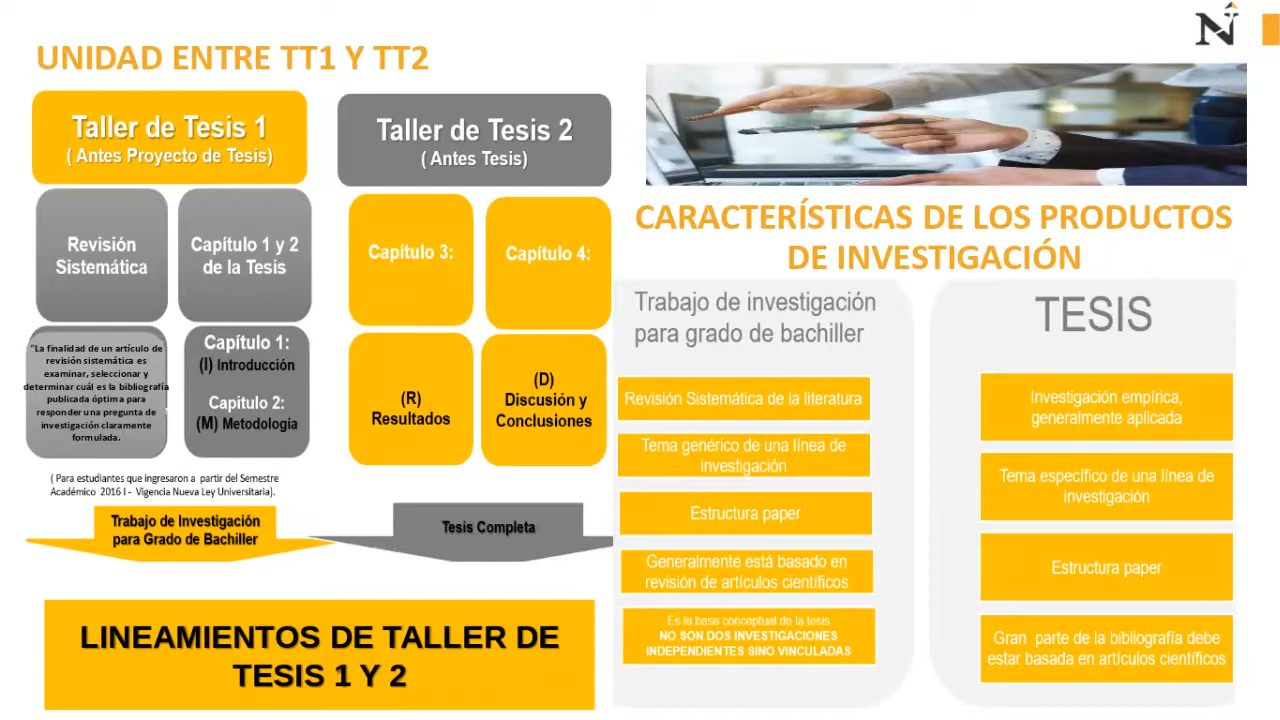 UNIDAD ENTRE TT1 Y TT2
Taller de Tesis 1
( Antes Proyecto de Tesis)
Taller de Tesis 2
( Antes Tesis)
Revisión
Sistemática
Capítulo 1 y 2
de la Tesis
Capítulo 3:
Capítulo 4:
"La finalidad de un artículo de
revisión sistemática es
examinar, seleccionar y
determinar cuál es la bibliografía
publicada óptima para
responder una pregunta de
investigación claramente
formulada.
Capítulo 1:
(I) Introducción
Capítulo 2:
(M) Metodología
(R)
Resultados
(D)
Discusión y
Conclusiones
( Para estudiantes que ingresaron a partir del Semestre
Académico 2016 I - Vigencia Nueva Ley Universitaria).
Trabajo de Investigación
para Grado de Bachiller
Tesis Completa
LINEAMIENTOS DE TALLER DE
TESIS 1 Y 2
N
CARACTERÍSTICAS DE LOS PRODUCTOS
DE INVESTIGACIÓN
Trabajo de investigación
para grado de bachiller
Revisión Sistemática de la literatura
Tema genérico de una línea de
investigación
Estructura paper
Generalmente está basado en
revisión de artículos científicos
Es la base conceptual de la tesis
NO SON DOS INVESTIGACIONES
INDEPENDIENTES SINO VINCULADAS
TESIS
Investigación empírica,
generalmente aplicada
Tema específico de una línea de
investigación
Estructura paper
Gran parte de la bibliografía debe
estar basada en artículos científicos